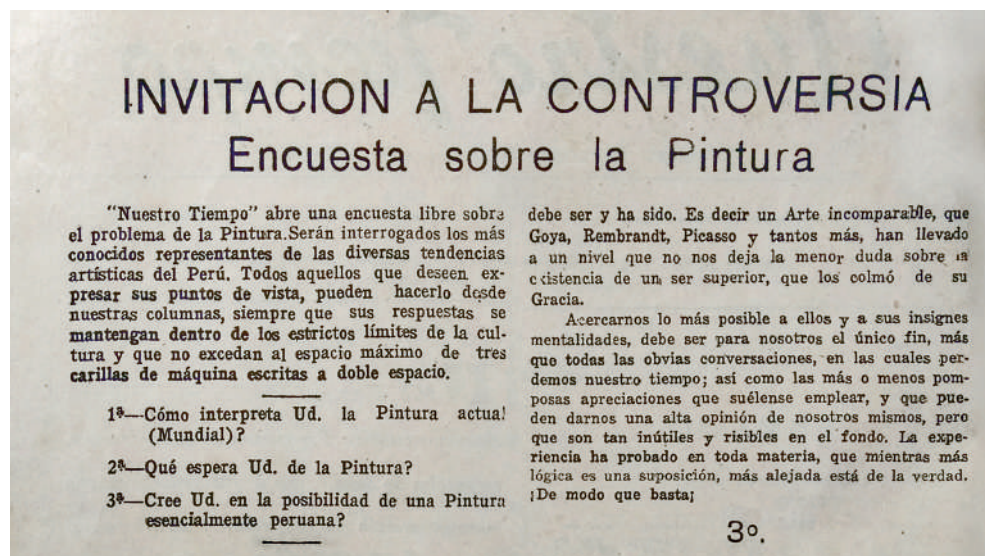 INVITACION A LA CONTROVERSIA
Encuesta sobre la Pintura
"Nuestro Tiempo" abre una encuesta libre sobre
el problema de la Pintura.Serán interrogados los más
conocidos representantes de las diversas tendencias
artísticas del Perú. Todos aquellos que deseen ex-
presar sus puntos de vista, pueden hacerlo desde
nuestras columnas, siempre que sus respuestas se
mantengan dentro de los estrictos límites de la cul-
tura y que no excedan al espacio máximo de tres
carillas de máquina escritas a doble espacio.
1ª—Cómo interpreta Ud. la Pintura actual
(Mundial)?
2ª—Qué espera Ud. de la Pintura?
3ª—Cree Ud. en la posibilidad de una Pintura
esencialmente peruana?
debe ser y ha sido. Es decir un Arte incomparable, que
Goya, Rembrandt, Picasso y tantos más, han llevado
a un nivel que no nos deja la menor duda sobre la
existencia de un ser superior, que los colmó de su
Gracia.
Acercarnos lo más posible a ellos y a sus insignes
mentalidades, debe ser para nosotros el único fin, más
que todas las obvias conversaciones, en las cuales per-
demos nuestro tiempo; así como las más o menos pom-
posas apreciaciones que suélense emplear, y que pue-
den darnos una alta opinión de nosotros mismos, pero
que son tan inútiles y risibles en el fondo. La expe-
riencia ha probado en toda materia, que mientras más
lógica es una suposición, más alejada está de la verdad.
¡De modo que basta¡
3o.